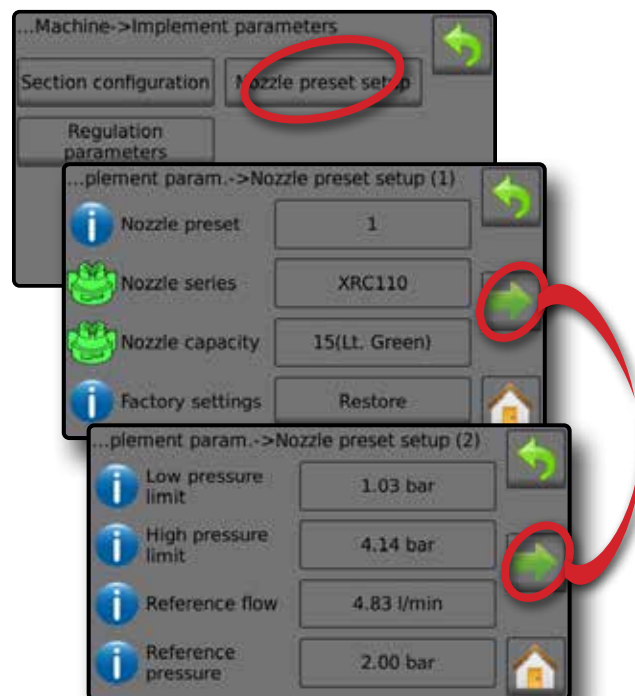 ...Machine->Implement parameters
Section configuration
Nozzle preset setup
Regulation
parameters
...plement param.->Nozzle preset setup (1)
Nozzle preset
1
Nozzle series
XRC110
Nozzle capacity
15(Lt. Green)
Factory settings
Restore
...plement param.->Nozzle preset setup (2)
Low pressure
limit
1.03 bar
High pressure
limit
4.14 bar
Reference flow
4.83 l/min
Reference
pressure
2.00 bar